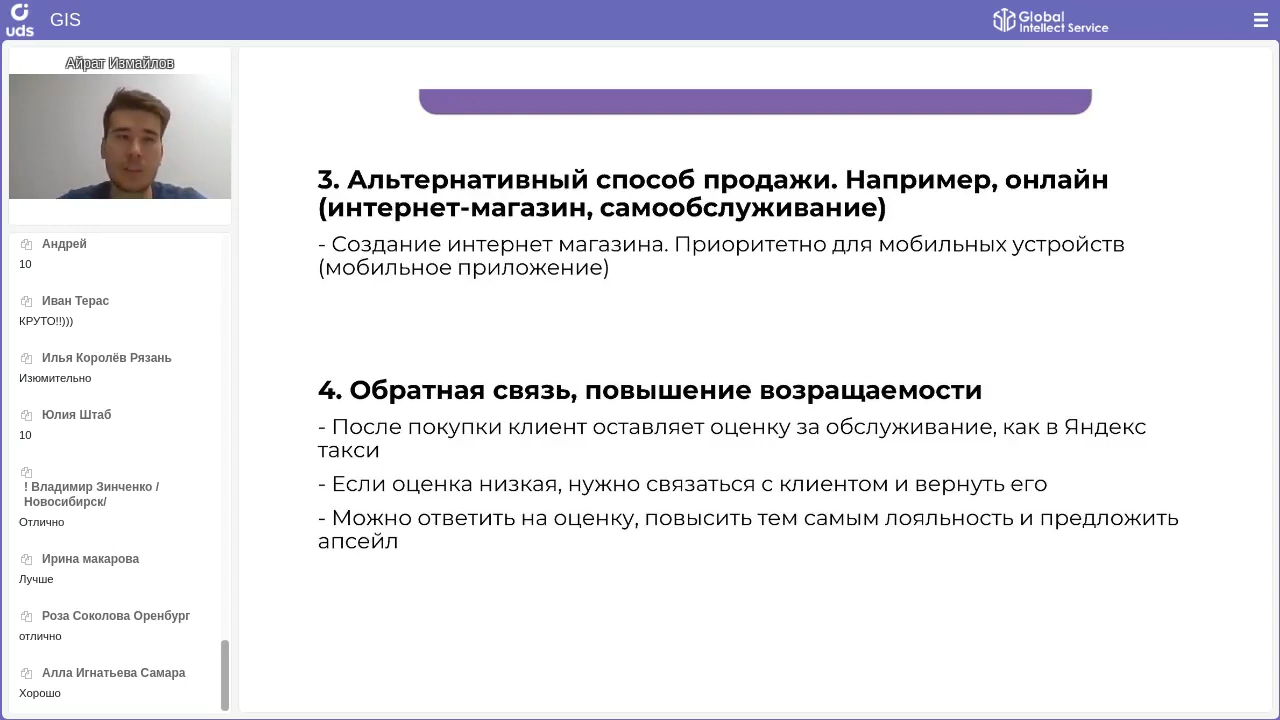 uds
GIS
Global
Intellect Service
Айрат Измайлов
Андрей
10
Иван Терас
КРУТО!!)))
Илья Королёв Рязань
Изюмительно
Юлия Штаб
10
! Владимир Зинченко /
Новосибирск/
Отлично
Ирина макарова
Лучше
Роза Соколова Оренбург
отлично
Алла Игнатьева Самара
Хорошо
3. Альтернативный способ продажи. Например, онлайн
(интернет-магазин, самообслуживание)
- Создание интернет магазина. Приоритетно для мобильных устройств
(мобильное приложение)
4. Обратная связь, повышение возращаемости
- После покупки клиент оставляет оценку за обслуживание, как в Яндекс
такси
- Если оценка низкая, нужно связаться с клиентом и вернуть его
- Можно ответить на оценку, повысить тем самым лояльность и предложить
апсейл